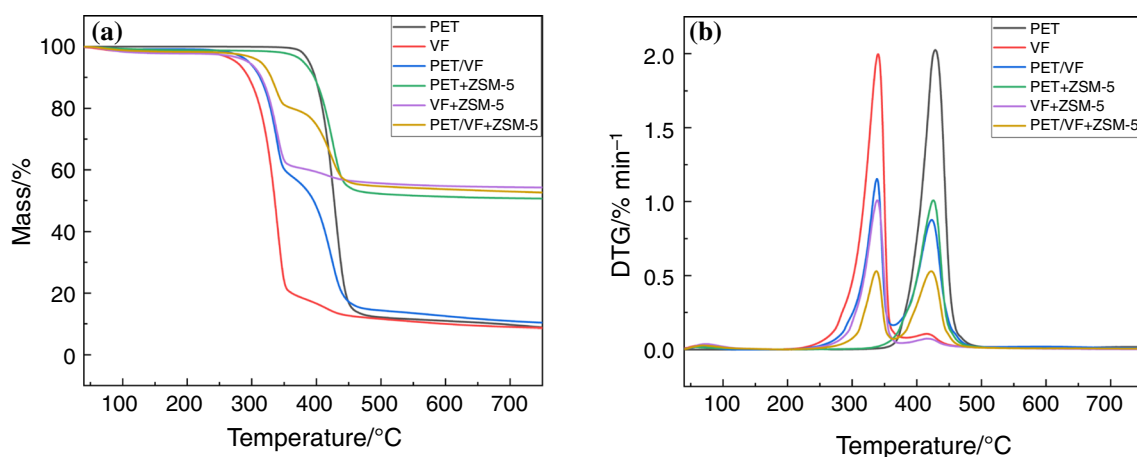 (a)
PET
VF
PET/VF
PET+ZSM-5
VF+ZSM-5
PET/VF+ZSM-5
100
80
60
40
20
0
Mass/%
100 200 300 400 500 600 700
Temperature/°C
(b)
PET
VF
PET/VF
PET+ZSM-5
VF+ZSM-5
PET/VF+ZSM-5
2.0
1.5
1.0
0.5
0.0
DTG/% min⁻¹
100 200 300 400 500 600 700
Temperature/°C